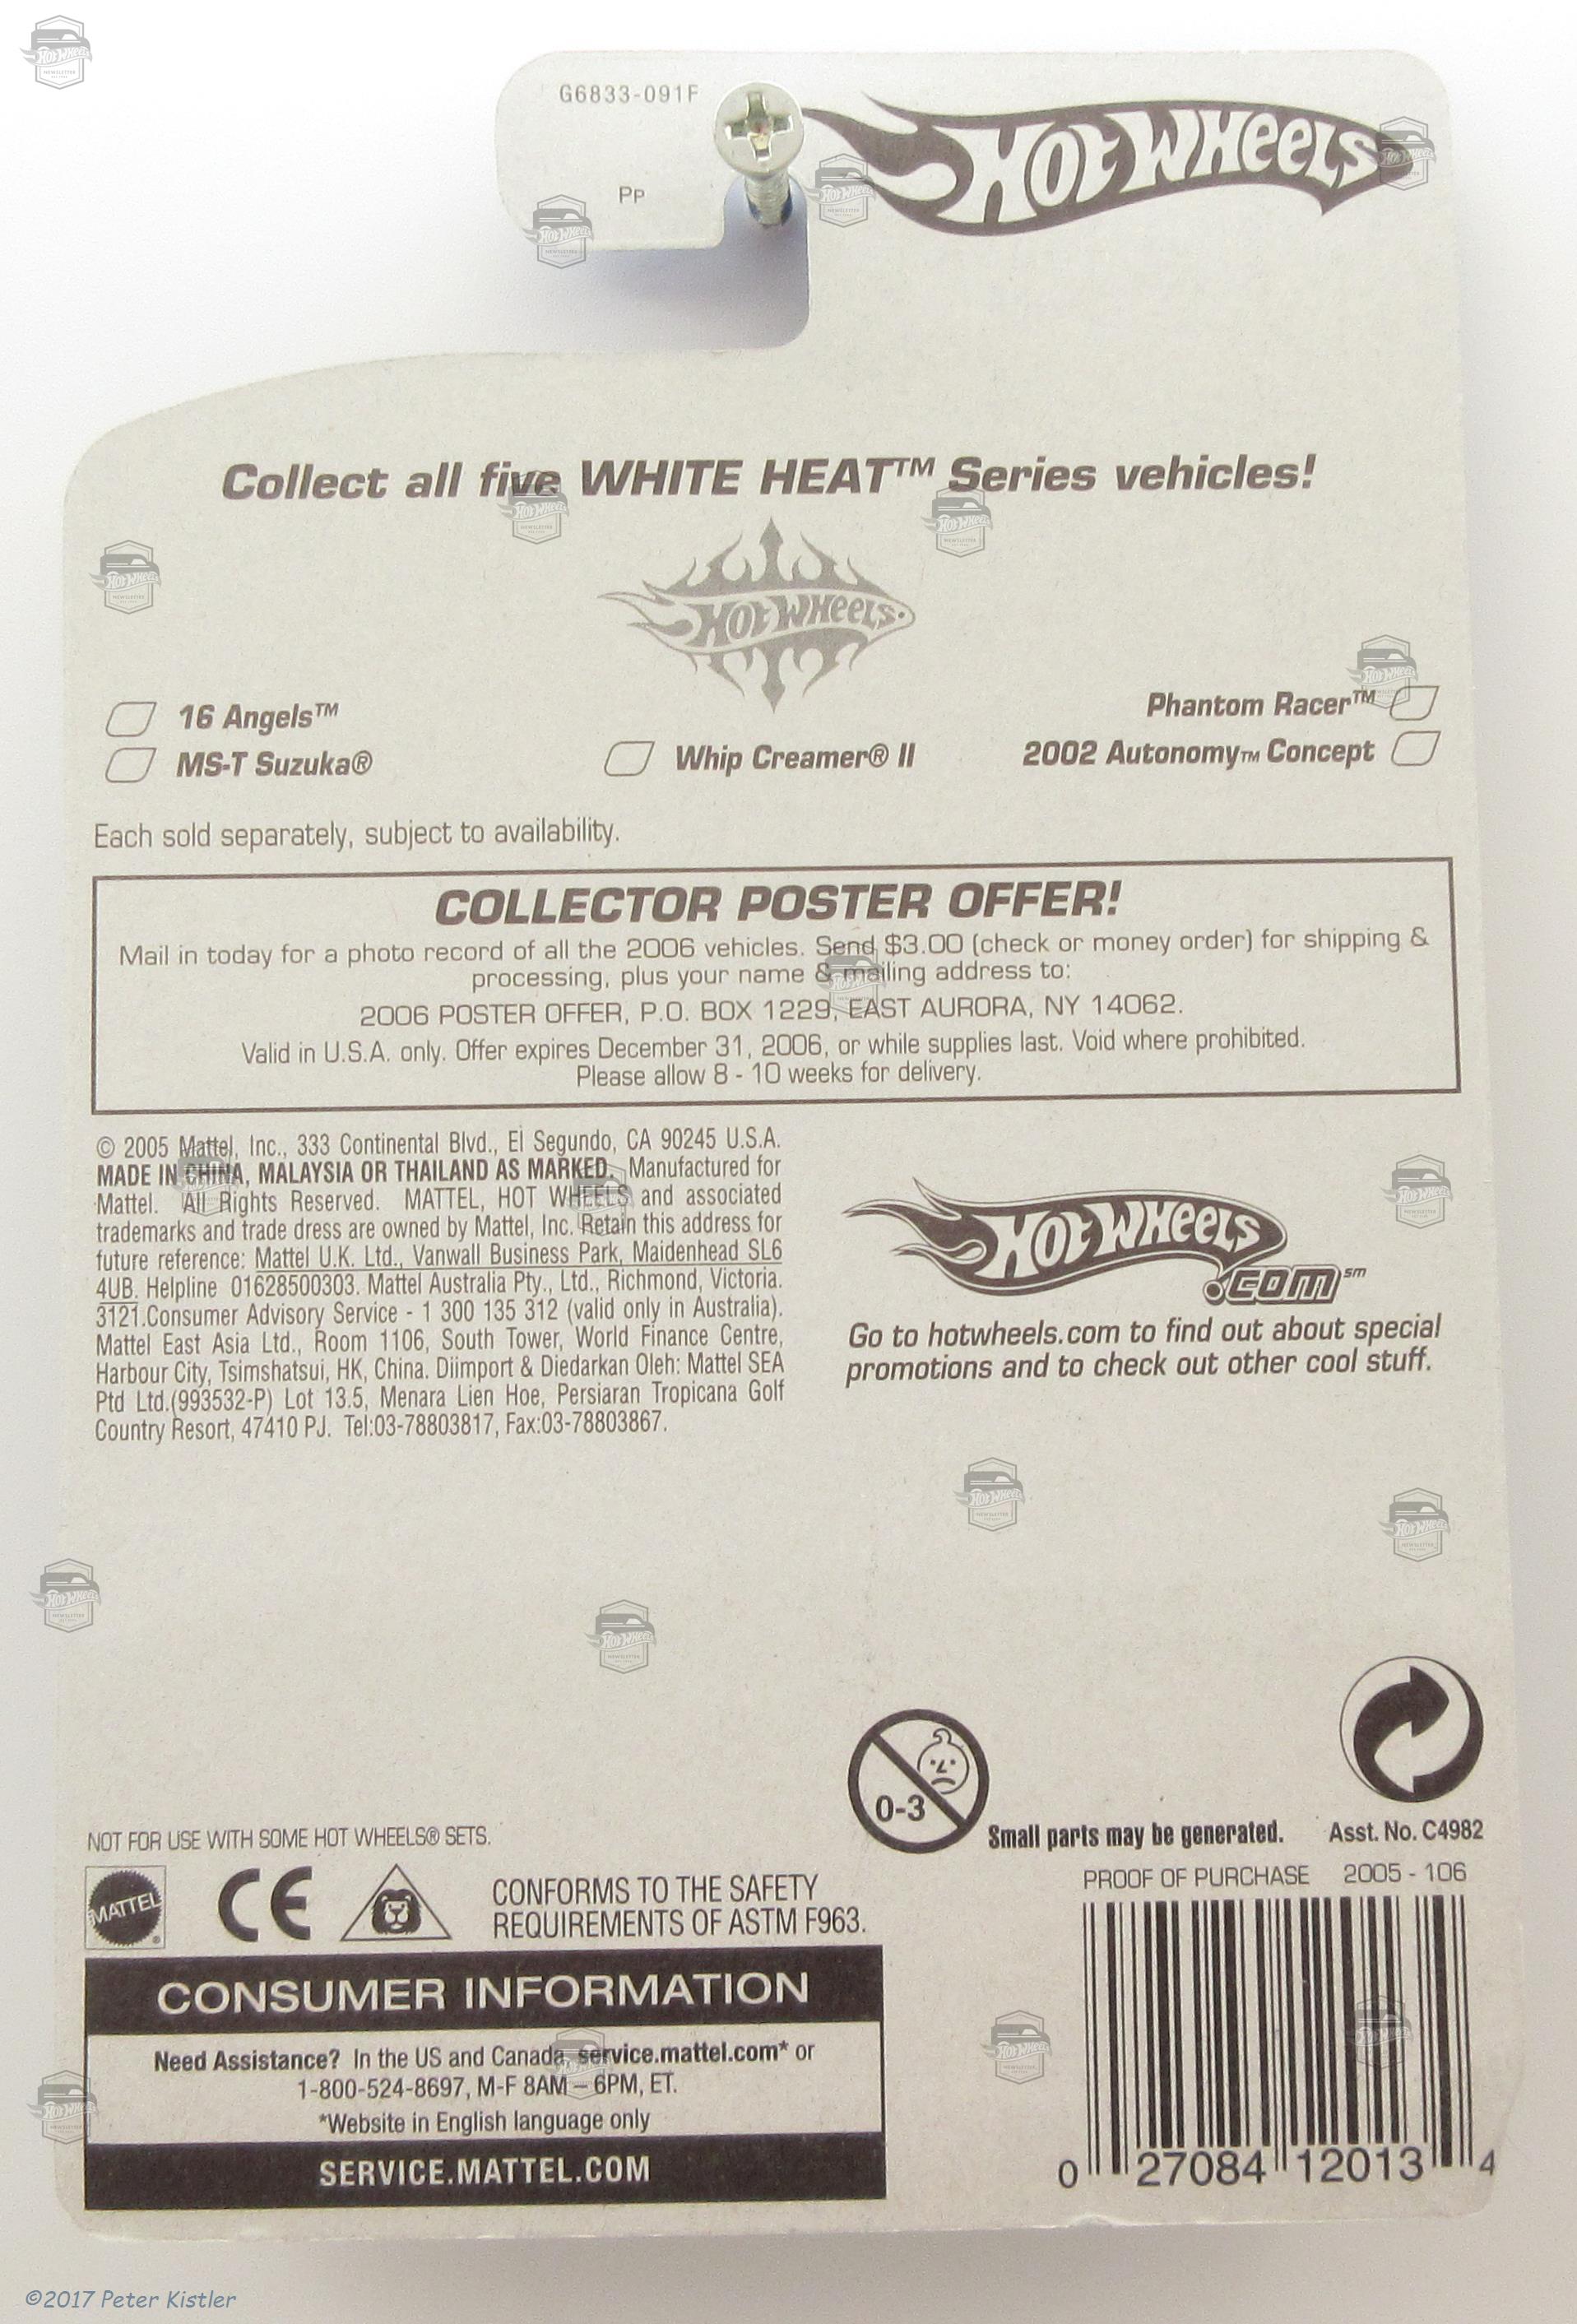 G6833-091F
Pp
HOT WHEELS
Collect all five WHITE HEAT™ Series vehicles!
HOT WHEELS
16 Angels™
MS-T Suzuka®
Whip Creamer® II
Phantom Racer™
2002 Autonomy™ Concept
Each sold separately, subject to availability.
COLLECTOR POSTER OFFER!
Mail in today for a photo record of all the 2006 vehicles. Send $3.00 (check or money order) for shipping &
processing, plus your name & mailing address to:
2006 POSTER OFFER, P.O. BOX 1229, EAST AURORA, NY 14062.
Valid in U.S.A. only. Offer expires December 31, 2006, or while supplies last. Void where prohibited.
Please allow 8 - 10 weeks for delivery.
© 2005 Mattel, Inc., 333 Continental Blvd., El Segundo, CA 90245 U.S.A.
MADE IN CHINA, MALAYSIA OR THAILAND AS MARKED. Manufactured for
Mattel. All Rights Reserved. MATTEL, HOT WHEELS and associated
trademarks and trade dress are owned by Mattel, Inc. Retain this address for
future reference: Mattel U.K. Ltd., Vanwall Business Park, Maidenhead SL6
4UB. Helpline 01628500303. Mattel Australia Pty., Ltd., Richmond, Victoria.
3121.Consumer Advisory Service - 1 300 135 312 (valid only in Australia).
Mattel East Asia Ltd., Room 1106, South Tower, World Finance Centre,
Harbour City, Tsimshatsui, HK, China. Diimport & Diedarkan Oleh: Mattel SEA
Ptd Ltd.(993532-P) Lot 13.5, Menara Lien Hoe, Persiaran Tropicana Golf
Country Resort, 47410 PJ. Tel:03-78803817, Fax:03-78803867.
HOT WHEELS
.COM℠
Go to hotwheels.com to find out about special
promotions and to check out other cool stuff.
0-3
Small parts may be generated.
Asst. No. C4982
NOT FOR USE WITH SOME HOT WHEELS® SETS.
MATTEL®
CE
CONFORMS TO THE SAFETY
REQUIREMENTS OF ASTM F963.
PROOF OF PURCHASE 2005 - 106
CONSUMER INFORMATION
Need Assistance? In the US and Canada, service.mattel.com* or
1-800-524-8697, M-F 8AM – 6PM, ET.
*Website in English language only
SERVICE.MATTEL.COM
0 27084 12013 4
©2017 Peter Kistler